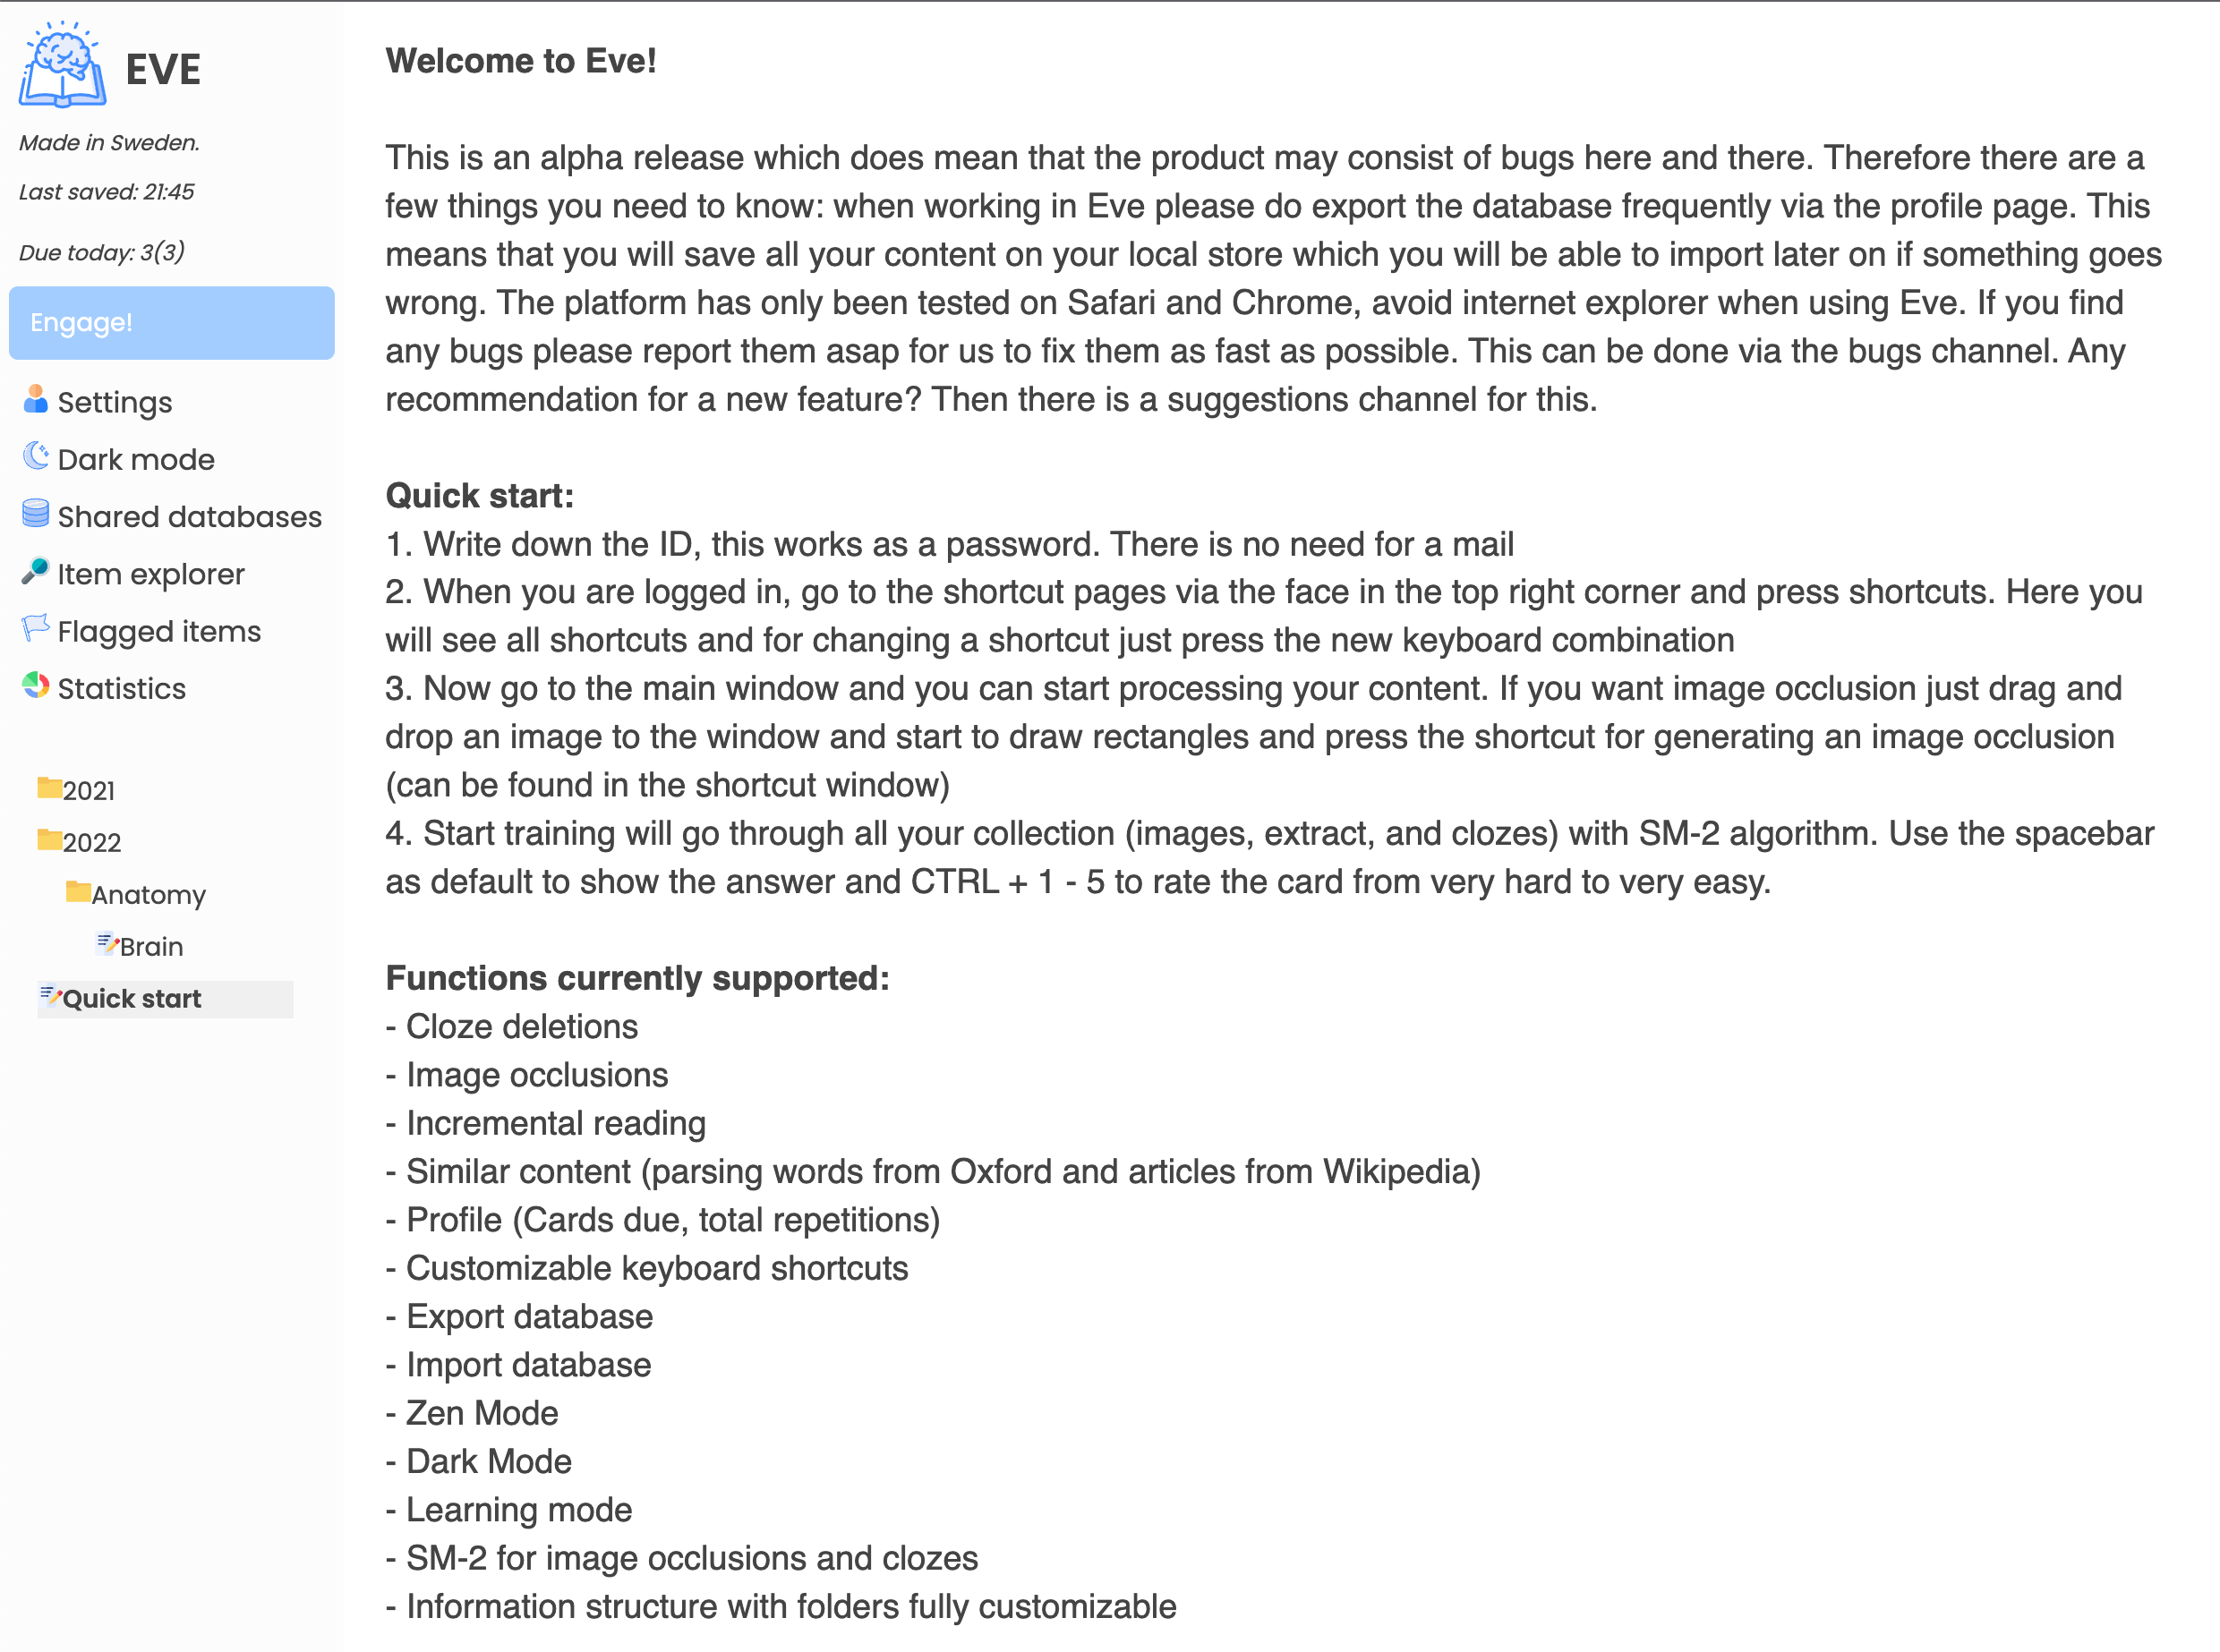 EVE
Made in Sweden.
Last saved: 21:45
Due today: 3(3)
Engage!
Settings
Dark mode
Shared databases
Item explorer
Flagged items
Statistics
2021
2022
Anatomy
Brain
Quick start
Welcome to Eve!
This is an alpha release which does mean that the product may consist of bugs here and there. Therefore there are a
few things you need to know: when working in Eve please do export the database frequently via the profile page. This
means that you will save all your content on your local store which you will be able to import later on if something goes
wrong. The platform has only been tested on Safari and Chrome, avoid internet explorer when using Eve. If you find
any bugs please report them asap for us to fix them as fast as possible. This can be done via the bugs channel. Any
recommendation for a new feature? Then there is a suggestions channel for this.
Quick start:
1. Write down the ID, this works as a password. There is no need for a mail
2. When you are logged in, go to the shortcut pages via the face in the top right corner and press shortcuts. Here you
will see all shortcuts and for changing a shortcut just press the new keyboard combination
3. Now go to the main window and you can start processing your content. If you want image occlusion just drag and
drop an image to the window and start to draw rectangles and press the shortcut for generating an image occlusion
(can be found in the shortcut window)
4. Start training will go through all your collection (images, extract, and clozes) with SM-2 algorithm. Use the spacebar
as default to show the answer and CTRL + 1 - 5 to rate the card from very hard to very easy.
Functions currently supported:
- Cloze deletions
- Image occlusions
- Incremental reading
- Similar content (parsing words from Oxford and articles from Wikipedia)
- Profile (Cards due, total repetitions)
- Customizable keyboard shortcuts
- Export database
- Import database
- Zen Mode
- Dark Mode
- Learning mode
- SM-2 for image occlusions and clozes
- Information structure with folders fully customizable